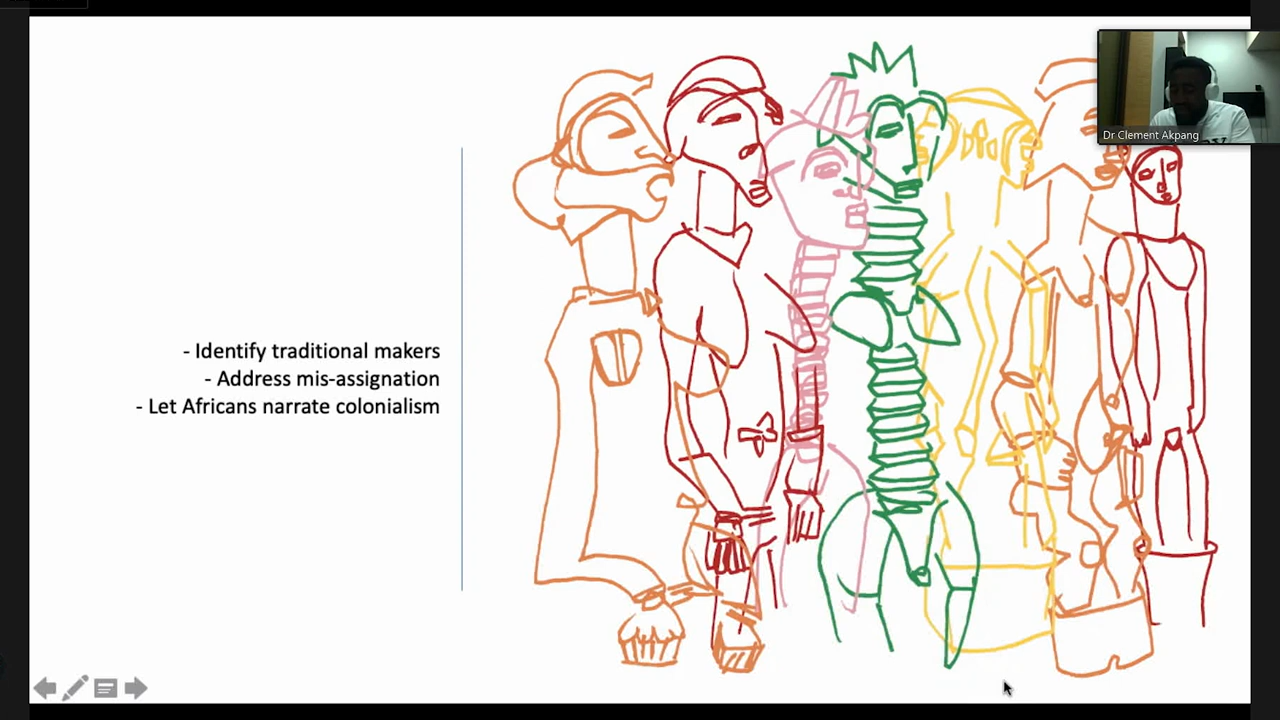 Dr Clement Akpang
- Identify traditional makers
- Address mis-assignation
- Let Africans narrate colonialism